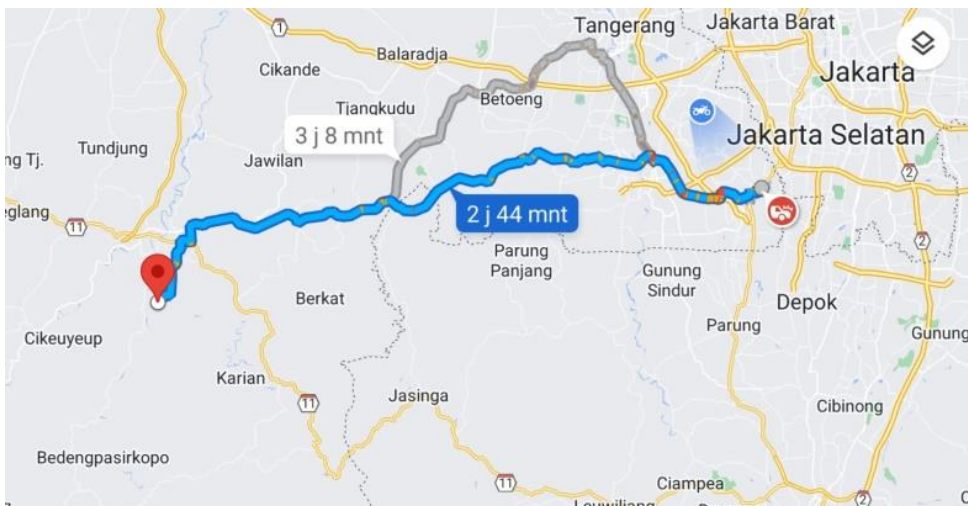 Tangerang
Jakarta Barat
1
Balaradja
Cikande
Jakarta
Betoeng
Tjangkudu
3 j 8 mnt
Jakarta Selatan
ng Tj.
Tundjung
Jawilan
2
eglang
11
2 j 44 mnt
2
Parung
Panjang
Gunung
Sindur
Berkat
Depok
Cikeuyeup
Parung
Gunung
Karian
11
Jasinga
Cibinong
11
Bedengpasirkopo
11
Ciampea
2
Leuwiliang